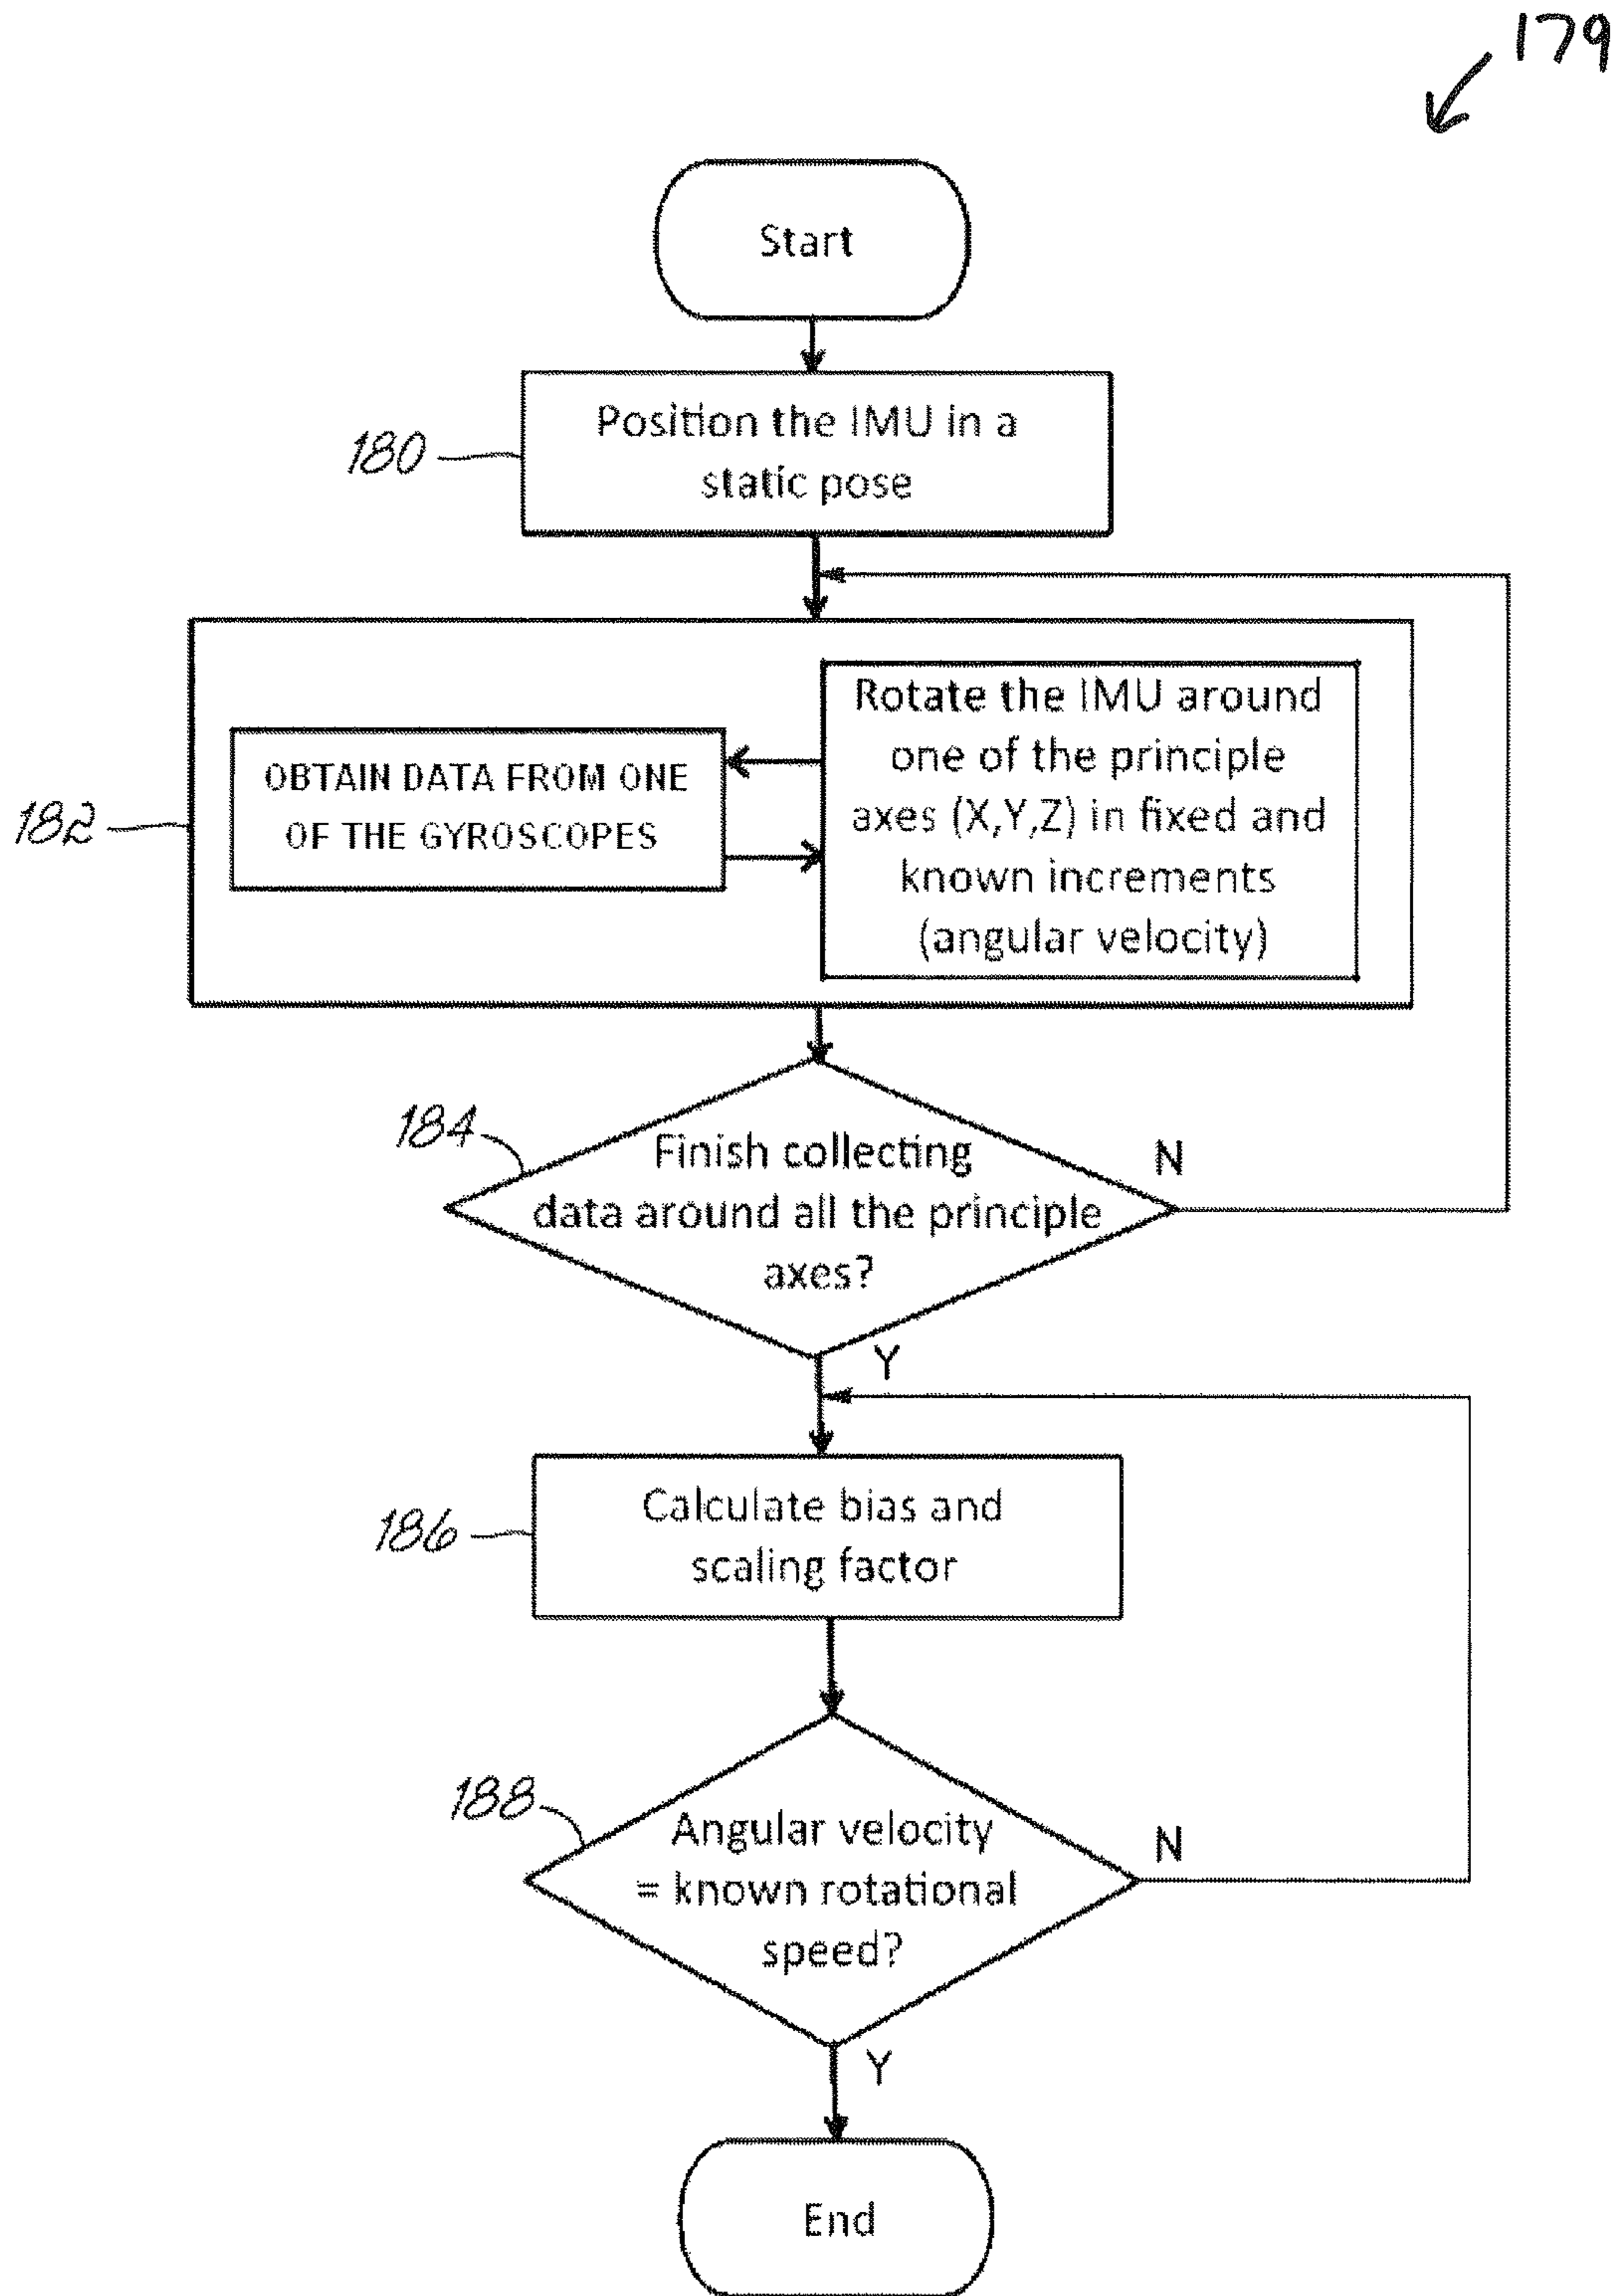 179
Start
180
Position the IMU in a
static pose
182
OBTAIN DATA FROM ONE
OF THE GYROSCOPES
Rotate the IMU around
one of the principle
axes (X,Y,Z) in fixed and
known increments
(angular velocity)
184
Finish collecting
data around all the principle
axes?
N
Y
186
Calculate bias and
scaling factor
188
Angular velocity
= known rotational
speed?
N
Y
End